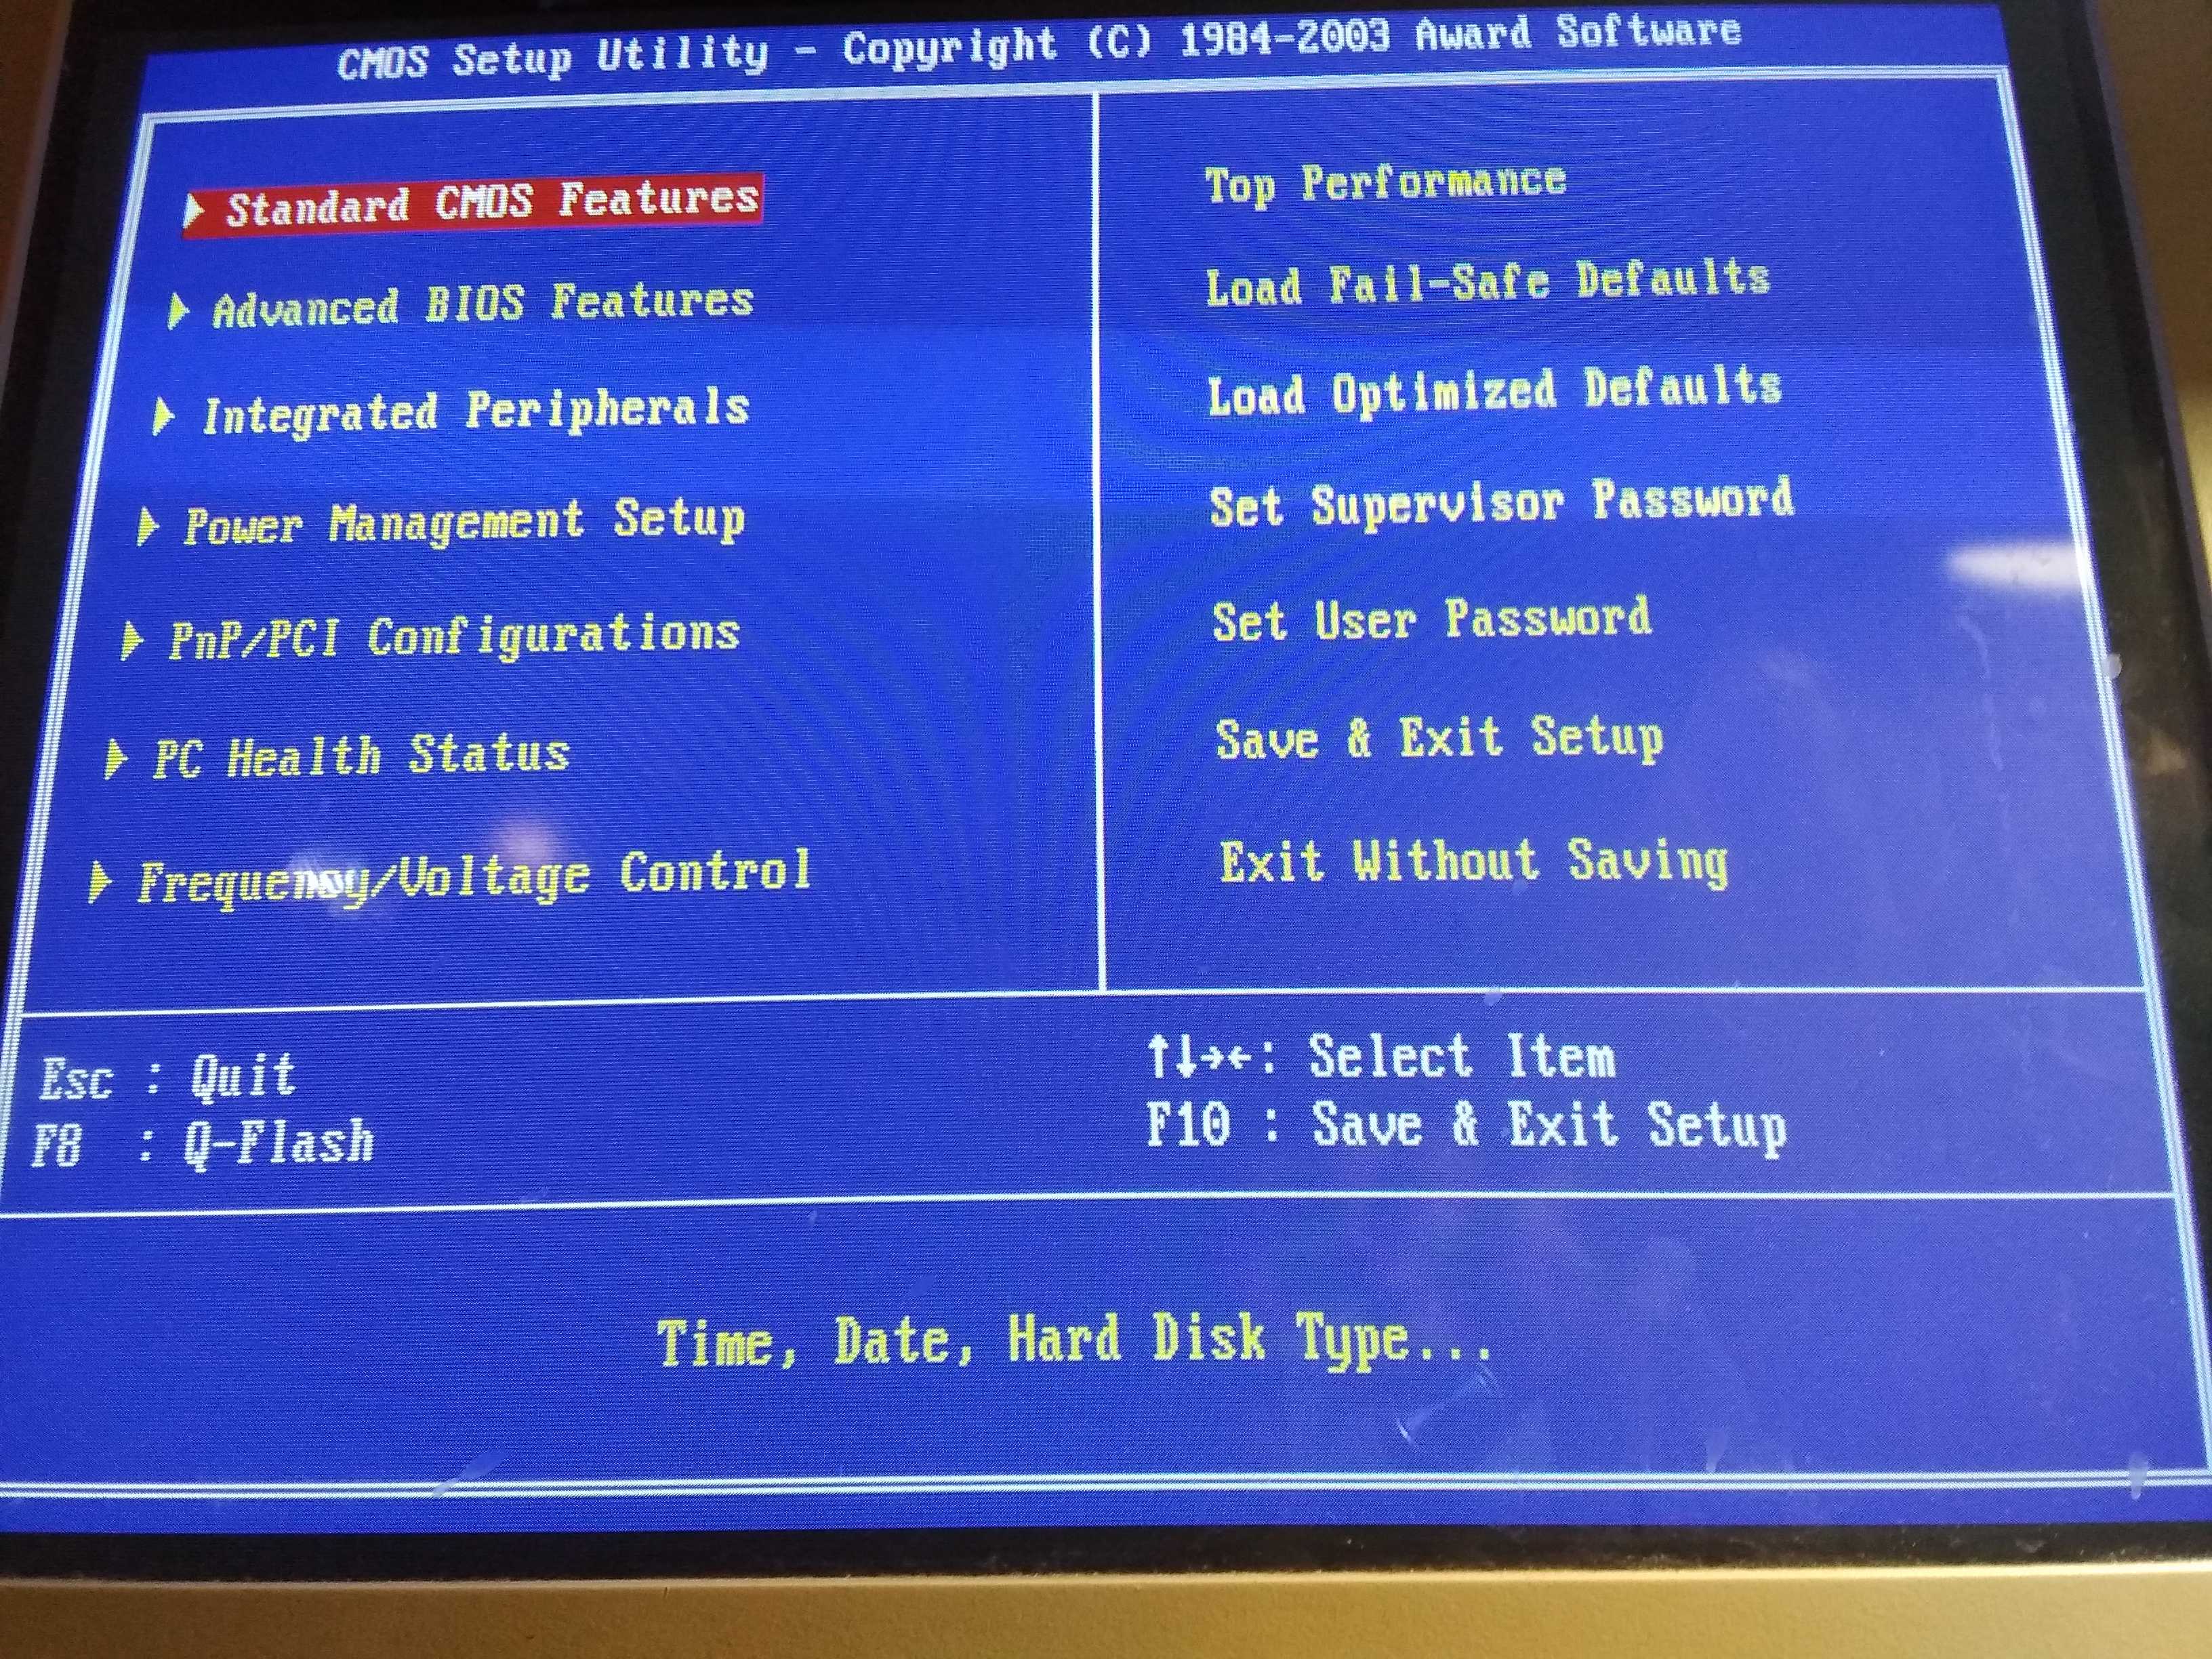 CMOS Setup Utility - Copyright (C) 1984-2003 Award Software
Standard CMOS Features
Advanced BIOS Features
Integrated Peripherals
Power Management Setup
PnP/PCI Configurations
PC Health Status
Frequency/Voltage Control
Top Performance
Load Fail-Safe Defaults
Load Optimized Defaults
Set Supervisor Password
Set User Password
Save & Exit Setup
Exit Without Saving
Esc : Quit
F8 : Q-Flash
↑↓→←: Select Item
F10 : Save & Exit Setup
Time, Date, Hard Disk Type...